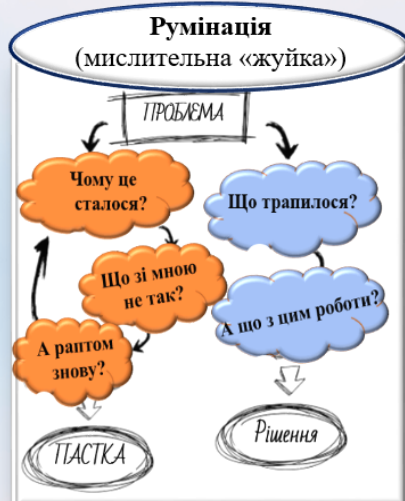 Румінація
(мислительна «жуйка»)
ПРОБЛЕМА
Чому це
сталося?
Що зі мною
не так?
А раптом
знову?
ПАСТКА
Що трапилося?
А що з цим роботи?
Рішення